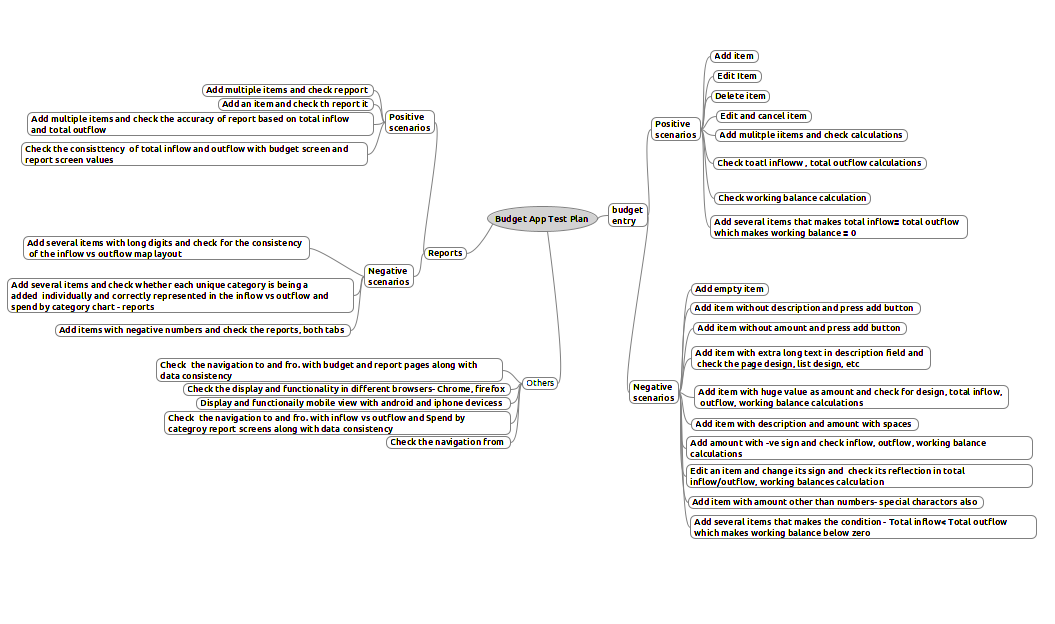 Budget App Test Plan
budget
entry
Positive
scenarios
Add item
Edit Item
Delete item
Edit and cancel item
Add mulitple iitems and check calculations
Check toatl infloww , total outflow calculations
Check working balance calculation
Add several items that makes total inflow= total outflow
which makes working balance = 0
Negative
scenarios
Add empty item
Add item without description and press add button
Add item without amount and press add button
Add item with extra long text in description field and
check the page design, list design, etc
Add item with huge value as amount and check for design, total inflow,
outflow, working balance calculations
Add item with description and amount with spaces
Add amount with -ve sign and check inflow, outflow, working balance
calculations
Edit an item and change its sign and  check its reflection in total
inflow/outflow, working balances calculation
Add item with amount other than numbers- special charactors also
Add several items that makes the condition - Total inflow< Total outflow
which makes working balance below zero
Reports
Positive
scenarios
Add multiple items and check repport
Add an item and check th report it
Add multiple items and check the accuracy of report based on total inflow
and total outflow
Check the consisttency  of total inflow and outflow with budget screen and
report screen values
Negative
scenarios
Add several items with long digits and check for the consistency
of the inflow vs outflow map layout
Add several items and check whether each unique category is being a
added  individually and correctly represented in the inflow vs outflow and
spend by category chart - reports
Add items with negative numbers and check the reports, both tabs
Others
Check  the navigation to and fro. with budget and report pages along with
data consistency
Check the display and functionality in different browsers- Chrome, firefox
Display and functionaily mobile view with android and iphone devicess
Check  the navigation to and fro. with inflow vs outflow and Spend by
categroy report screens along with data consistency
Check the navigation from